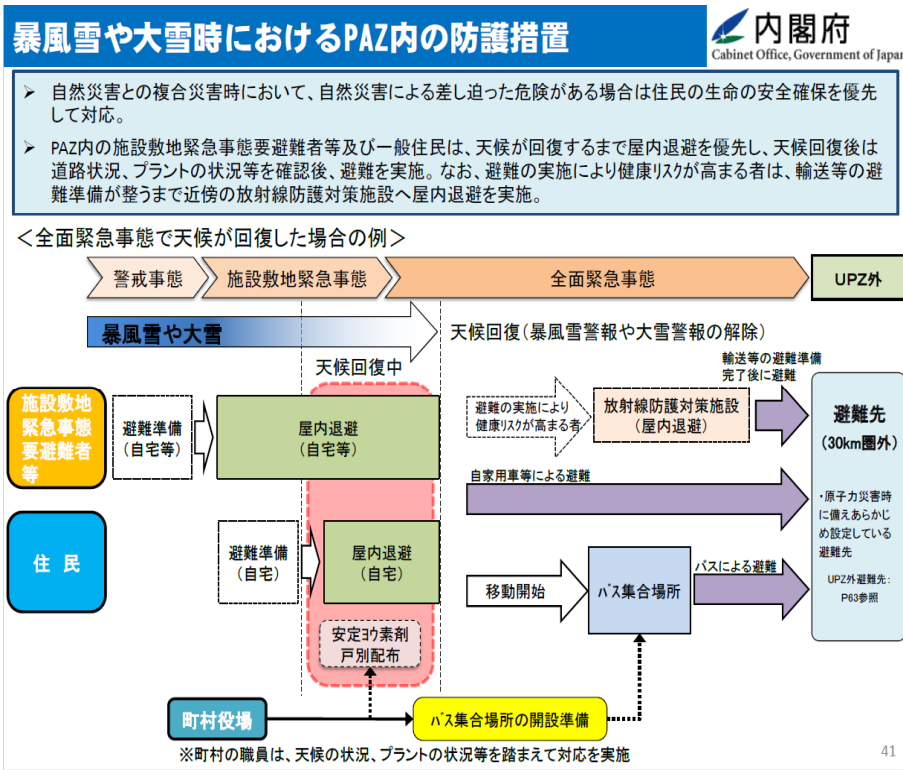 暴風雪や大雪時におけるPAZ内の防護措置
内閣府
Cabinet Office, Government of Japan
➢ 自然災害との複合災害時において、自然災害による差し迫った危険がある場合は住民の生命の安全確保を優先
して対応。
➢ PAZ内の施設敷地緊急事態要避難者等及び一般住民は、天候が回復するまで屋内退避を優先し、天候回復後は
道路状況、プラントの状況等を確認後、避難を実施。なお、避難の実施により健康リスクが高まる者は、輸送等の避
難準備が整うまで近傍の放射線防護対策施設へ屋内退避を実施。
＜全面緊急事態で天候が回復した場合の例＞
警戒事態
施設敷地緊急事態
全面緊急事態
UPZ外
暴風雪や大雪
天候回復（暴風雪警報や大雪警報の解除）
天候回復中
輸送等の避難準備
完了後に避難
施設敷地
緊急事態
要避難者
等
避難準備
（自宅等）
屋内退避
（自宅等）
避難の実施により
健康リスクが高まる者
放射線防護対策施設
（屋内退避）
避難先
（30km圏外）
自家用車等による避難
・原子力災害時
に備えあらかじ
め設定している
避難先
UPZ外避難先：
P63参照
住 民
避難準備
（自宅）
屋内退避
（自宅）
移動開始
バス集合場所
バスによる避難
安定ヨウ素剤
戸別配布
町村役場
バス集合場所の開設準備
※町村の職員は、天候の状況、プラントの状況等を踏まえて対応を実施
41